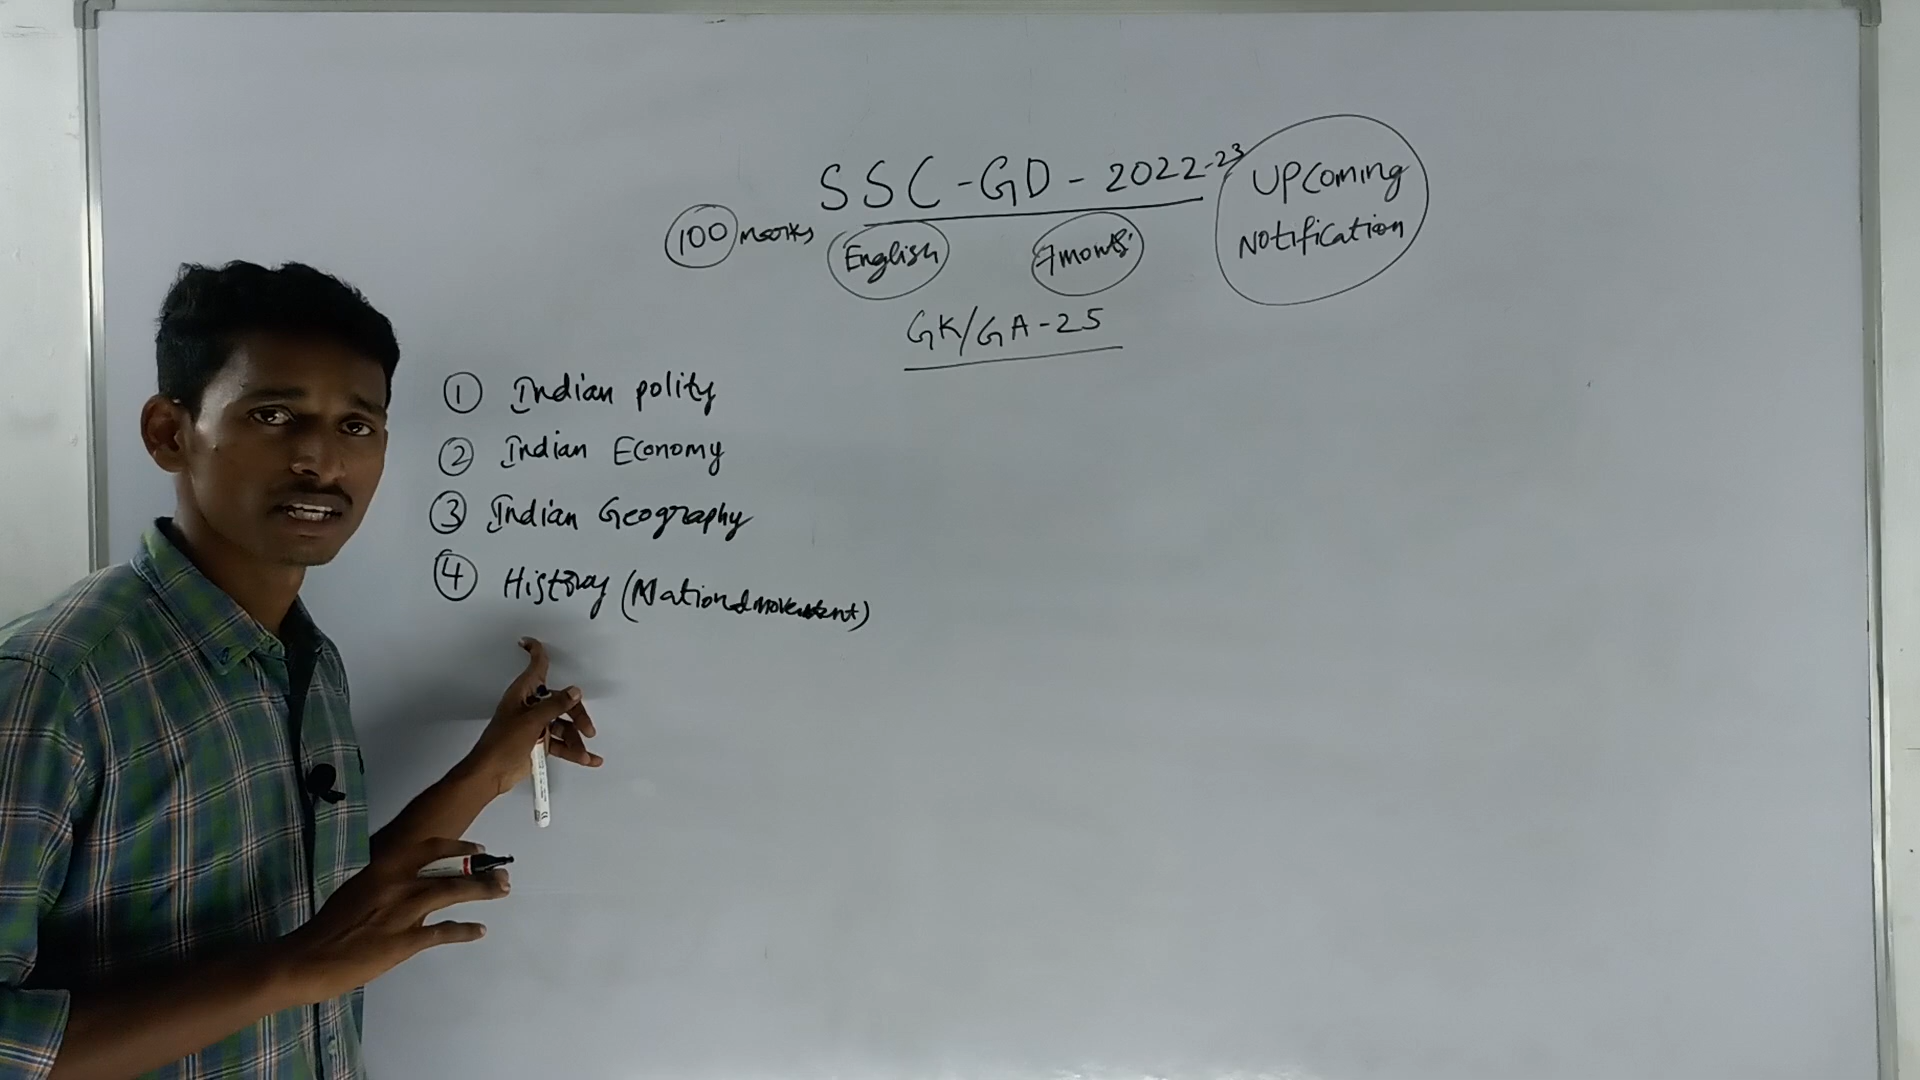 SSC-GD-2022-23
UPcoming
Notification
100 marks
English
7 months
GK/GA-25
1 Indian polity
2 Indian Economy
3 Indian Geography
4 History (National movement)